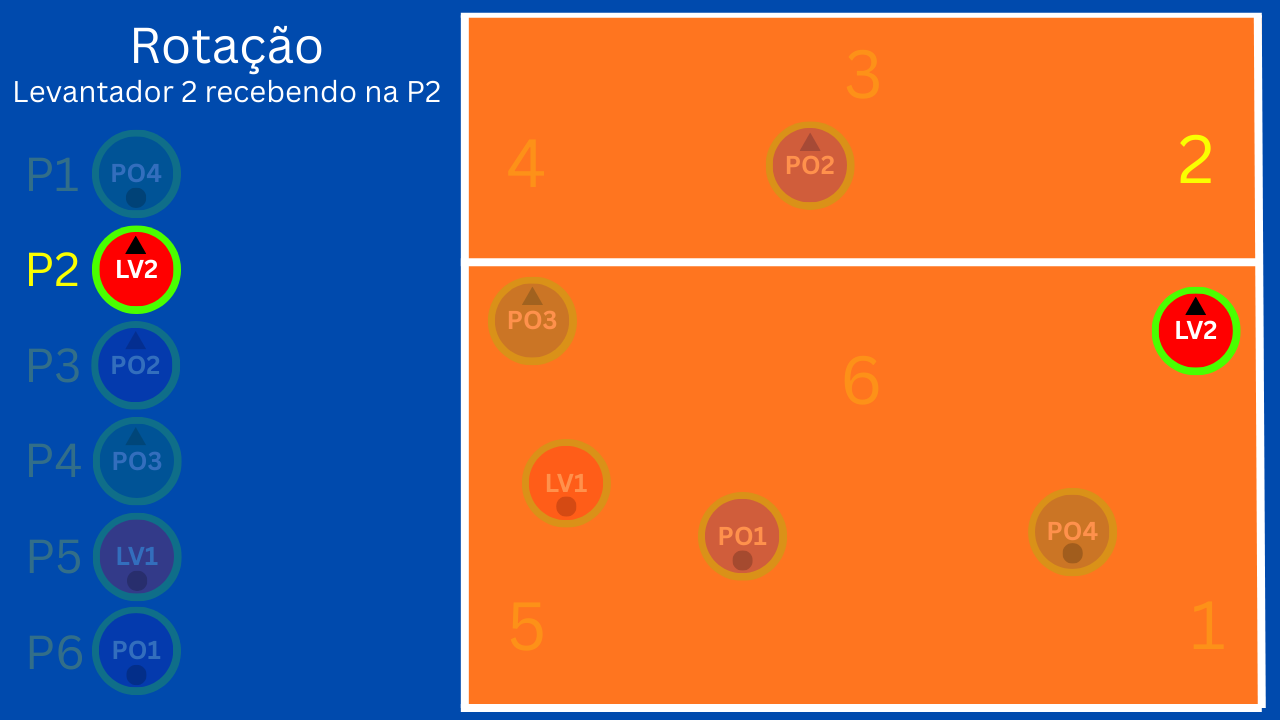 Rotação
Levantador 2 recebendo na P2
P1 PO4
P2 LV2
P3 PO2
P4 PO3
P5 LV1
P6 PO1
3
4
2
PO2
PO3
LV2
6
LV1
PO1
PO4
5
1